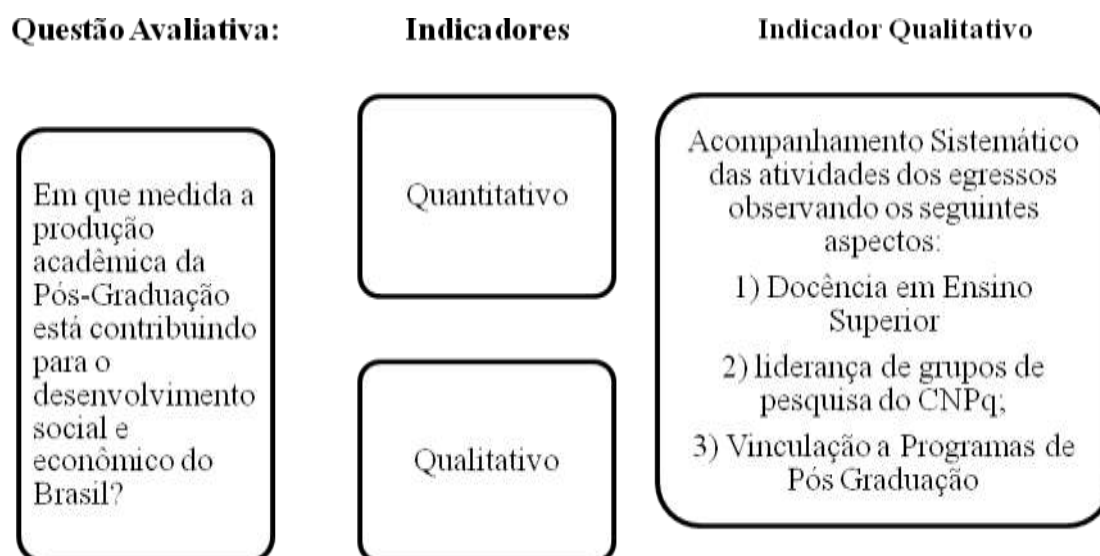 Questão Avaliativa:
Indicadores
Indicador Qualitativo
Em que medida a
produção
acadêmica da
Pós-Graduação
está contribuindo
para o
desenvolvimento
social e
econômico do
Brasil?
Quantitativo
Qualitativo
Acompanhamento Sistemático
das atividades dos egressos
observando os seguintes
aspectos:
1) Docência em Ensino
Superior
2) liderança de grupos de
pesquisa do CNPq;
3) Vinculação a Programas de
Pós Graduação